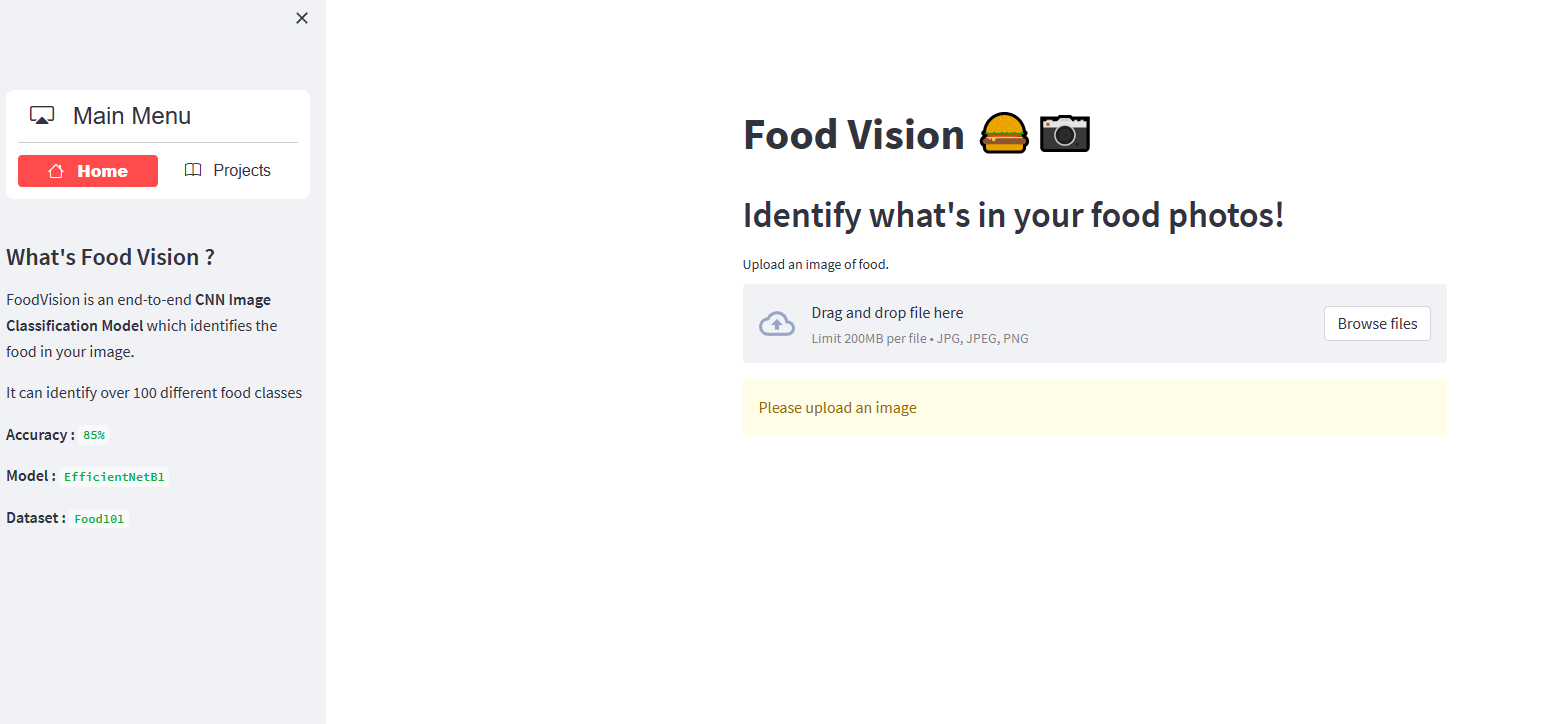 Main Menu
Home
Projects
What's Food Vision ?
FoodVision is an end-to-end CNN Image
Classification Model which identifies the
food in your image.
It can identify over 100 different food classes
Accuracy : 85%
Model : EfficientNetB1
Dataset : Food101
Food Vision 🍔📷
Identify what's in your food photos!
Upload an image of food.
Drag and drop file here
Limit 200MB per file • JPG, JPEG, PNG
Browse files
Please upload an image